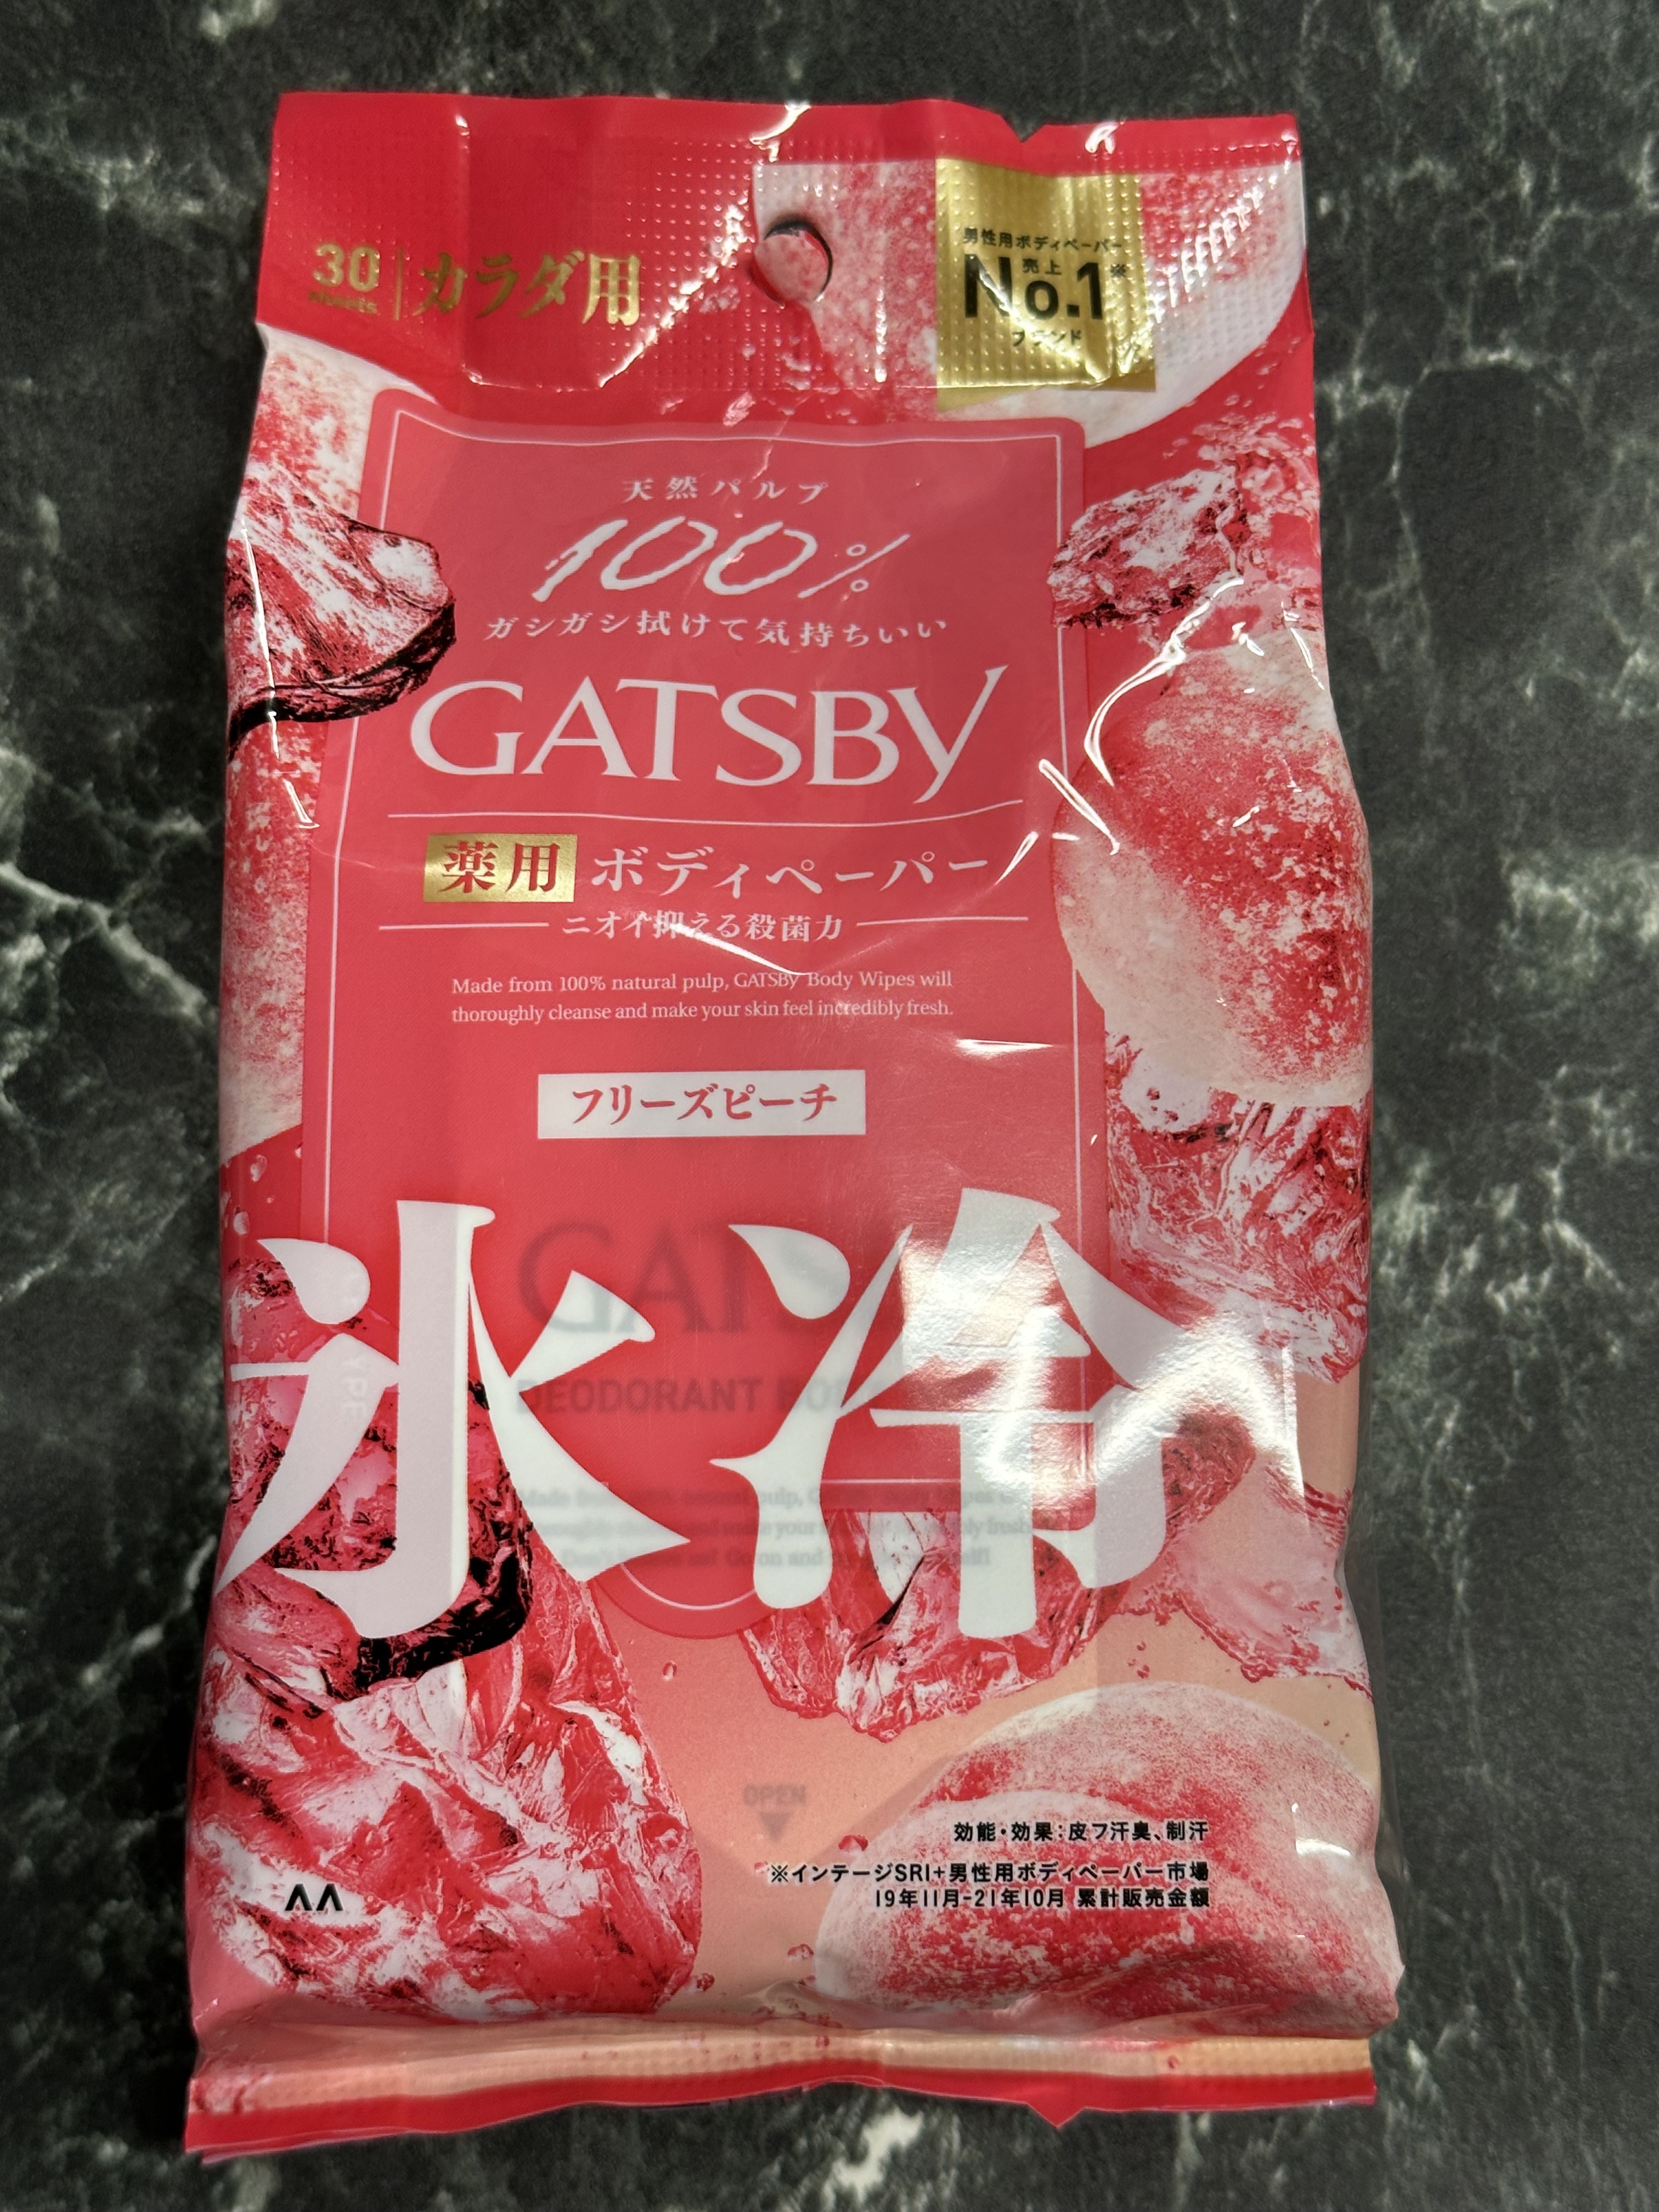 30
カラダ用
男性用ボディペーパー
売上
No.1※
ブランド
天然パルプ
100%
ガシガシ拭けて気持ちいい
GATSBY
薬用 ボディペーパー
ニオイ抑える殺菌力
Made from 100% natural pulp, GATSBY Body Wipes will
thoroughly cleanse and make your skin feel incredibly fresh.
フリーズピーチ
氷冷
GATS
DEODORANT
OPEN
効能・効果：皮フ汗臭、制汗
※インテージSRI+男性用ボディペーパー市場
19年11月-21年10月 累計販売金額